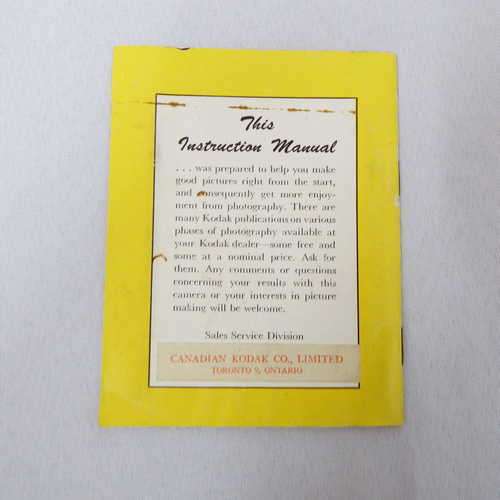 This
Instruction Manual
. . . was prepared to help you make
good pictures right from the start,
and consequently get more enjoy-
ment from photography. There are
many Kodak publications on various
phases of photography available at
your Kodak dealer—some free and
some at a nominal price. Ask for
them. Any comments or questions
concerning your results with this
camera or your interests in picture
making will be welcome.
Sales Service Division
CANADIAN KODAK CO., LIMITED
TORONTO 9, ONTARIO